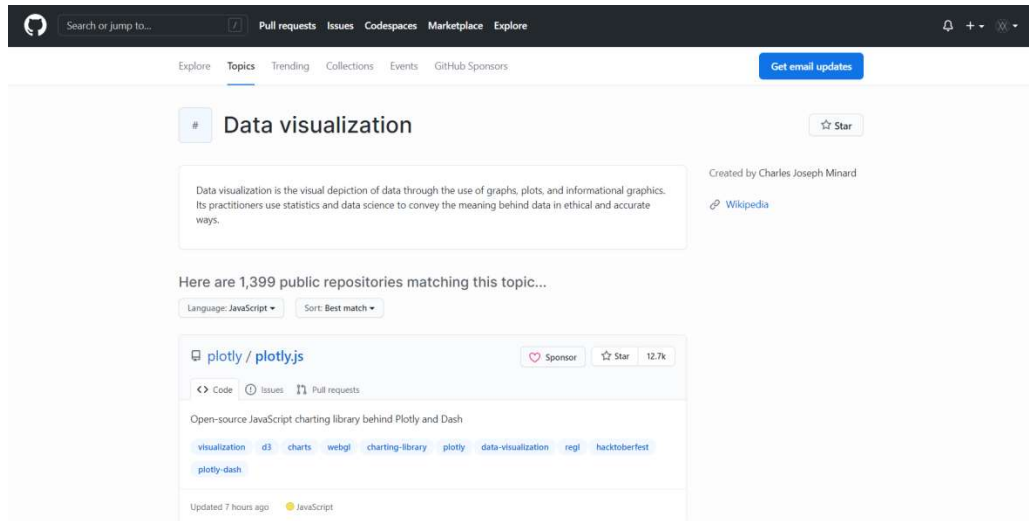 Search or jump to... / Pull requests Issues Codespaces Marketplace Explore
Explore Topics Trending Collections Events GitHub Sponsors Get email updates
# Data visualization Star
Data visualization is the visual depiction of data through the use of graphs, plots, and informational graphics.
Its practitioners use statistics and data science to convey the meaning behind data in ethical and accurate
ways.
Created by Charles Joseph Minard
Wikipedia
Here are 1,399 public repositories matching this topic...
Language: JavaScript Sort: Best match
plotly / plotly.js Sponsor Star 12.7k
Code Issues Pull requests
Open-source JavaScript charting library behind Plotly and Dash
visualization d3 charts webgl charting-library plotly data-visualization regl hacktoberfest
plotly-dash
Updated 7 hours ago JavaScript